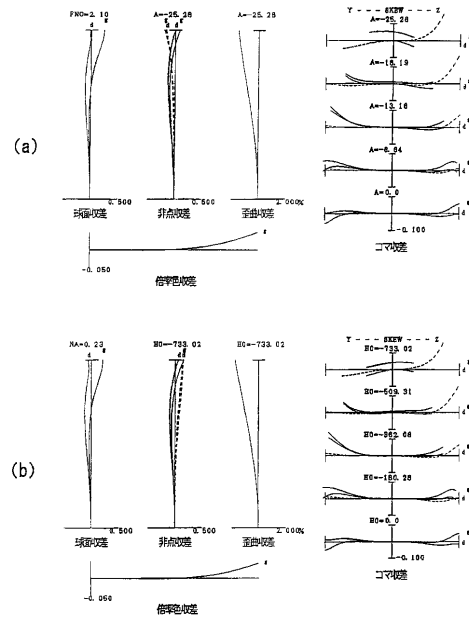 (a)
FNO=2.10
d g
A=-25.28
d g
A=-25.28
0.500
球面収差
0.500
非点収差
2.000%
歪曲収差
g
-0.050
倍率色収差
Y - - - - SKEW - - - - Z
A=-25.28
g
d
A=-18.19
g
d
A=-13.16
g
d
A=-6.64
g
d
A=0.0
g
d
-0.100
コマ収差
(b)
NA=0.23
d g
H0=-733.02
d g
H0=-733.02
0.500
球面収差
0.500
非点収差
2.000%
歪曲収差
g
-0.050
倍率色収差
Y - - - - SKEW - - - - Z
H0=-733.02
g
d
H0=-509.31
g
d
H0=-362.08
g
d
H0=-180.28
g
d
H0=0.0
g
d
-0.100
コマ収差